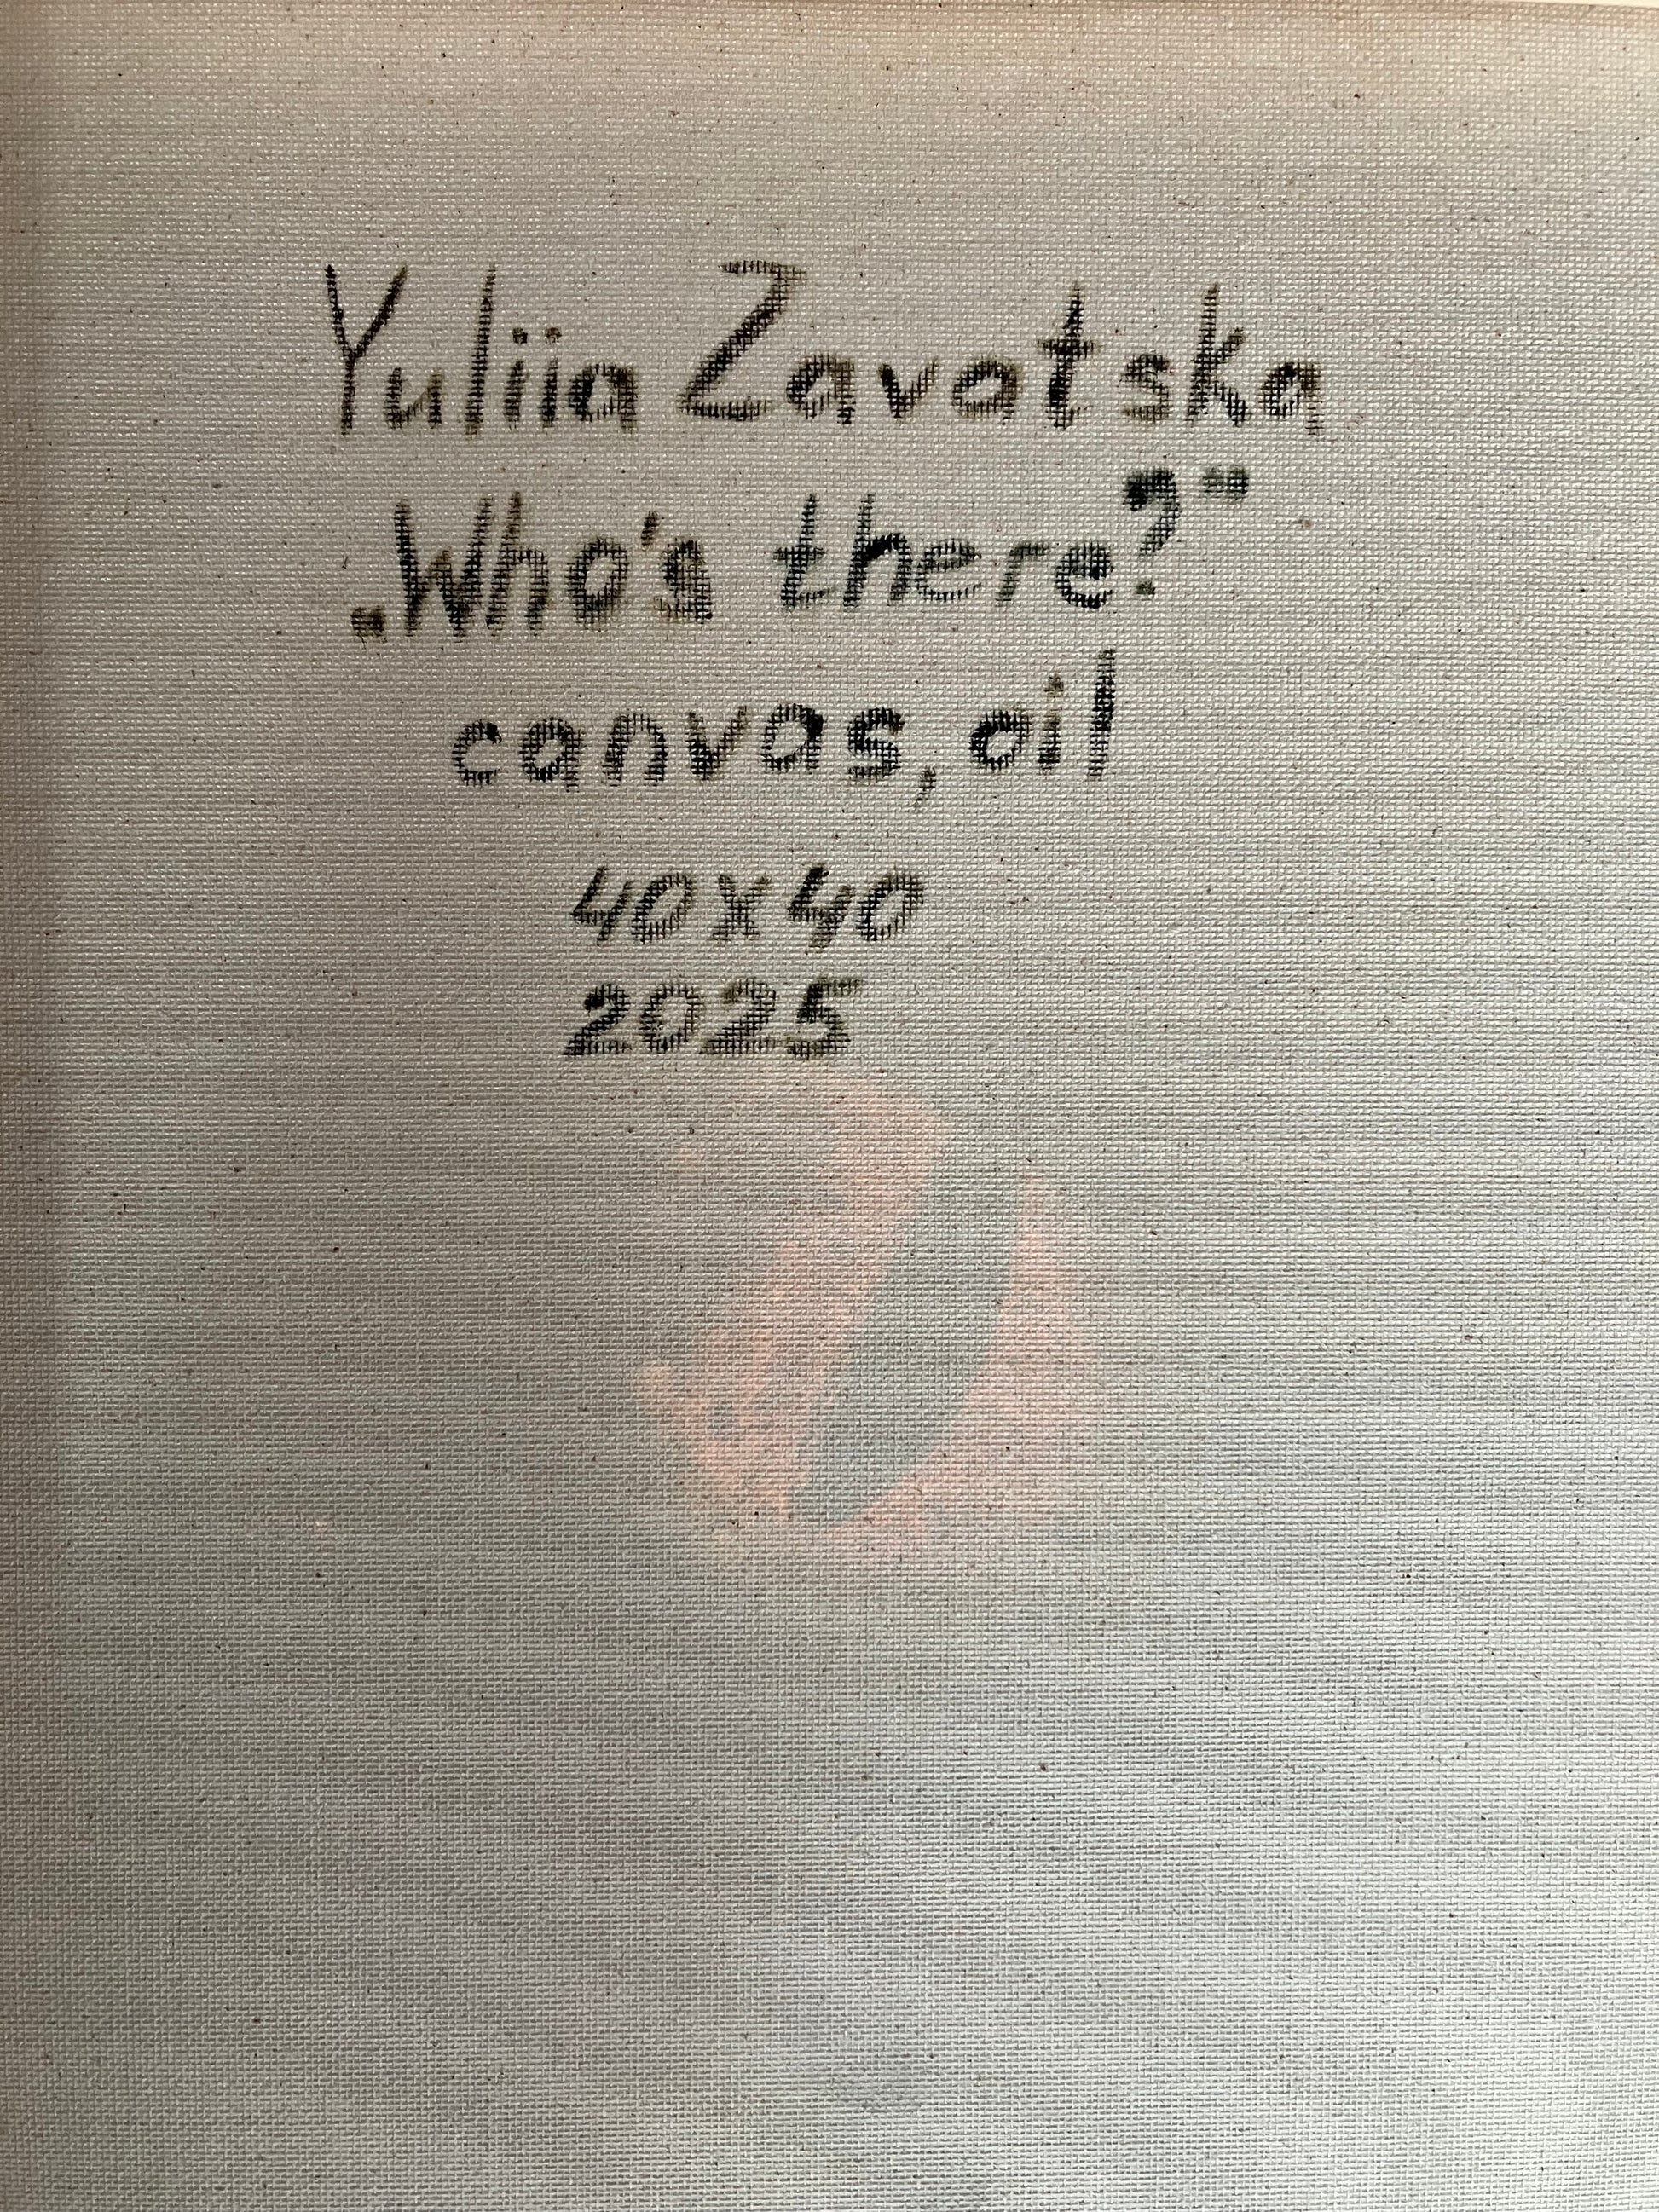 Yuliia Zavatska
„Who's there?"
canvas, oil
40x40
2025